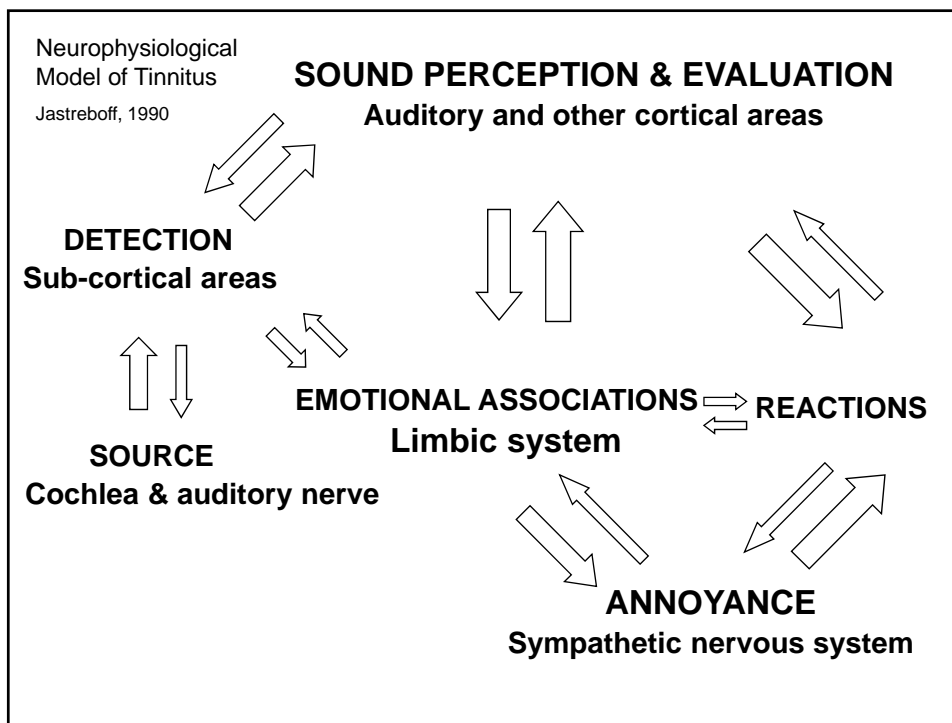 Neurophysiological
Model of Tinnitus
Jastreboff, 1990
SOUND PERCEPTION & EVALUATION
Auditory and other cortical areas
DETECTION
Sub-cortical areas
EMOTIONAL ASSOCIATIONS
Limbic system
REACTIONS
SOURCE
Cochlea & auditory nerve
ANNOYANCE
Sympathetic nervous system